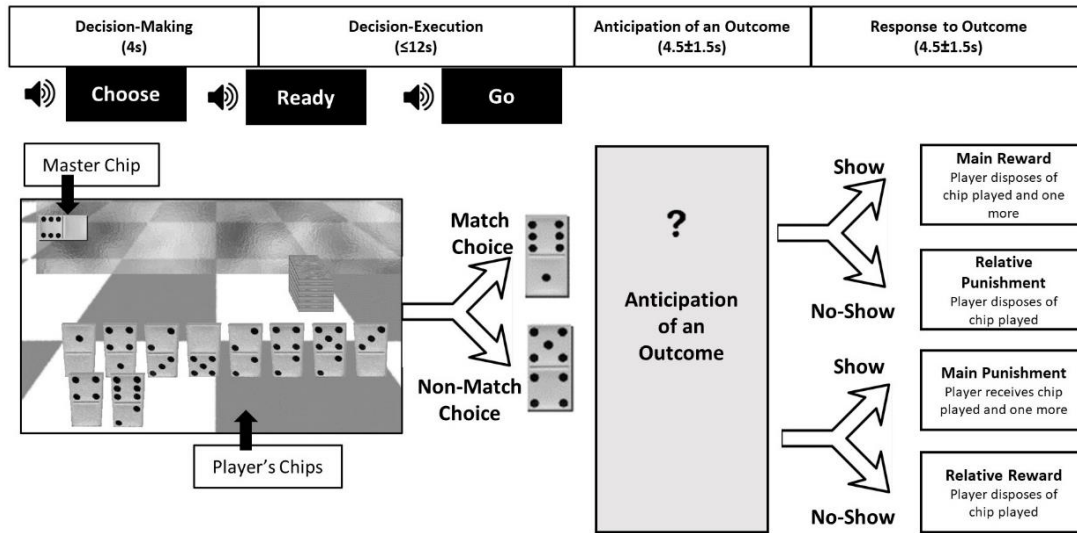 Decision-Making
(4s)
Decision-Execution
(≤12s)
Anticipation of an Outcome
(4.5±1.5s)
Response to Outcome
(4.5±1.5s)
Choose
Ready
Go
Master Chip
Match
Choice
Non-Match
Choice
Player's Chips
?
Anticipation
of an
Outcome
Show
No-Show
Main Reward
Player disposes of
chip played and one
more
Relative
Punishment
Player disposes of
chip played
Show
No-Show
Main Punishment
Player receives chip
played and one more
Relative Reward
Player disposes of
chip played